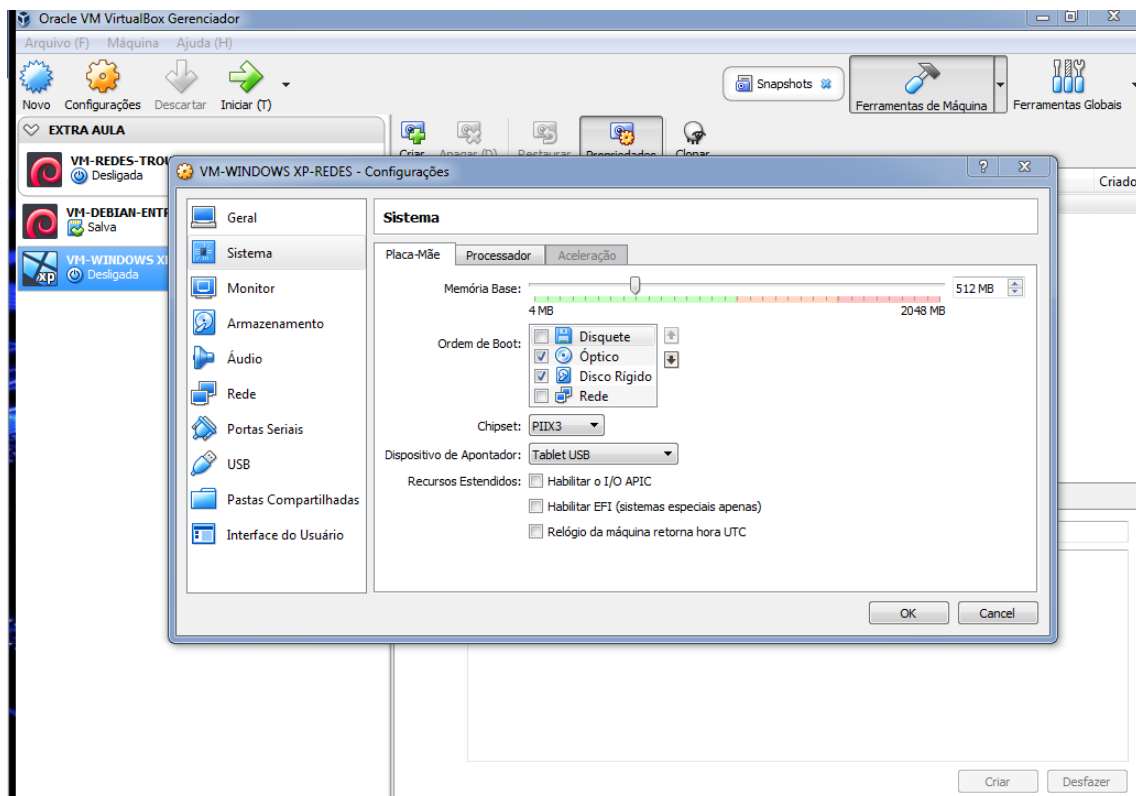 Oracle VM VirtualBox Gerenciador
Arquivo (F) Máquina Ajuda (H)
Novo Configurações Descartar Iniciar (T)
Snapshots
Ferramentas de Máquina
Ferramentas Globais
EXTRA AULA
Criar Apagar (D) Restaurar Propriedades Clonar
VM-REDES-TROU
Desligada
Criado
VM-DEBIAN-ENTR
Salva
VM-WINDOWS XI
Desligada
VM-WINDOWS XP-REDES - Configurações
Geral
Sistema
Monitor
Armazenamento
Áudio
Rede
Portas Seriais
USB
Pastas Compartilhadas
Interface do Usuário
Sistema
Placa-Mãe Processador Aceleração
Memória Base: 512 MB
4 MB 2048 MB
Ordem de Boot:
Disquete
Óptico
Disco Rígido
Rede
Chipset: PIIX3
Dispositivo de Apontador: Tablet USB
Recursos Estendidos: Habilitar o I/O APIC
Habilitar EFI (sistemas especiais apenas)
Relógio da máquina retorna hora UTC
OK Cancel
Criar Desfazer